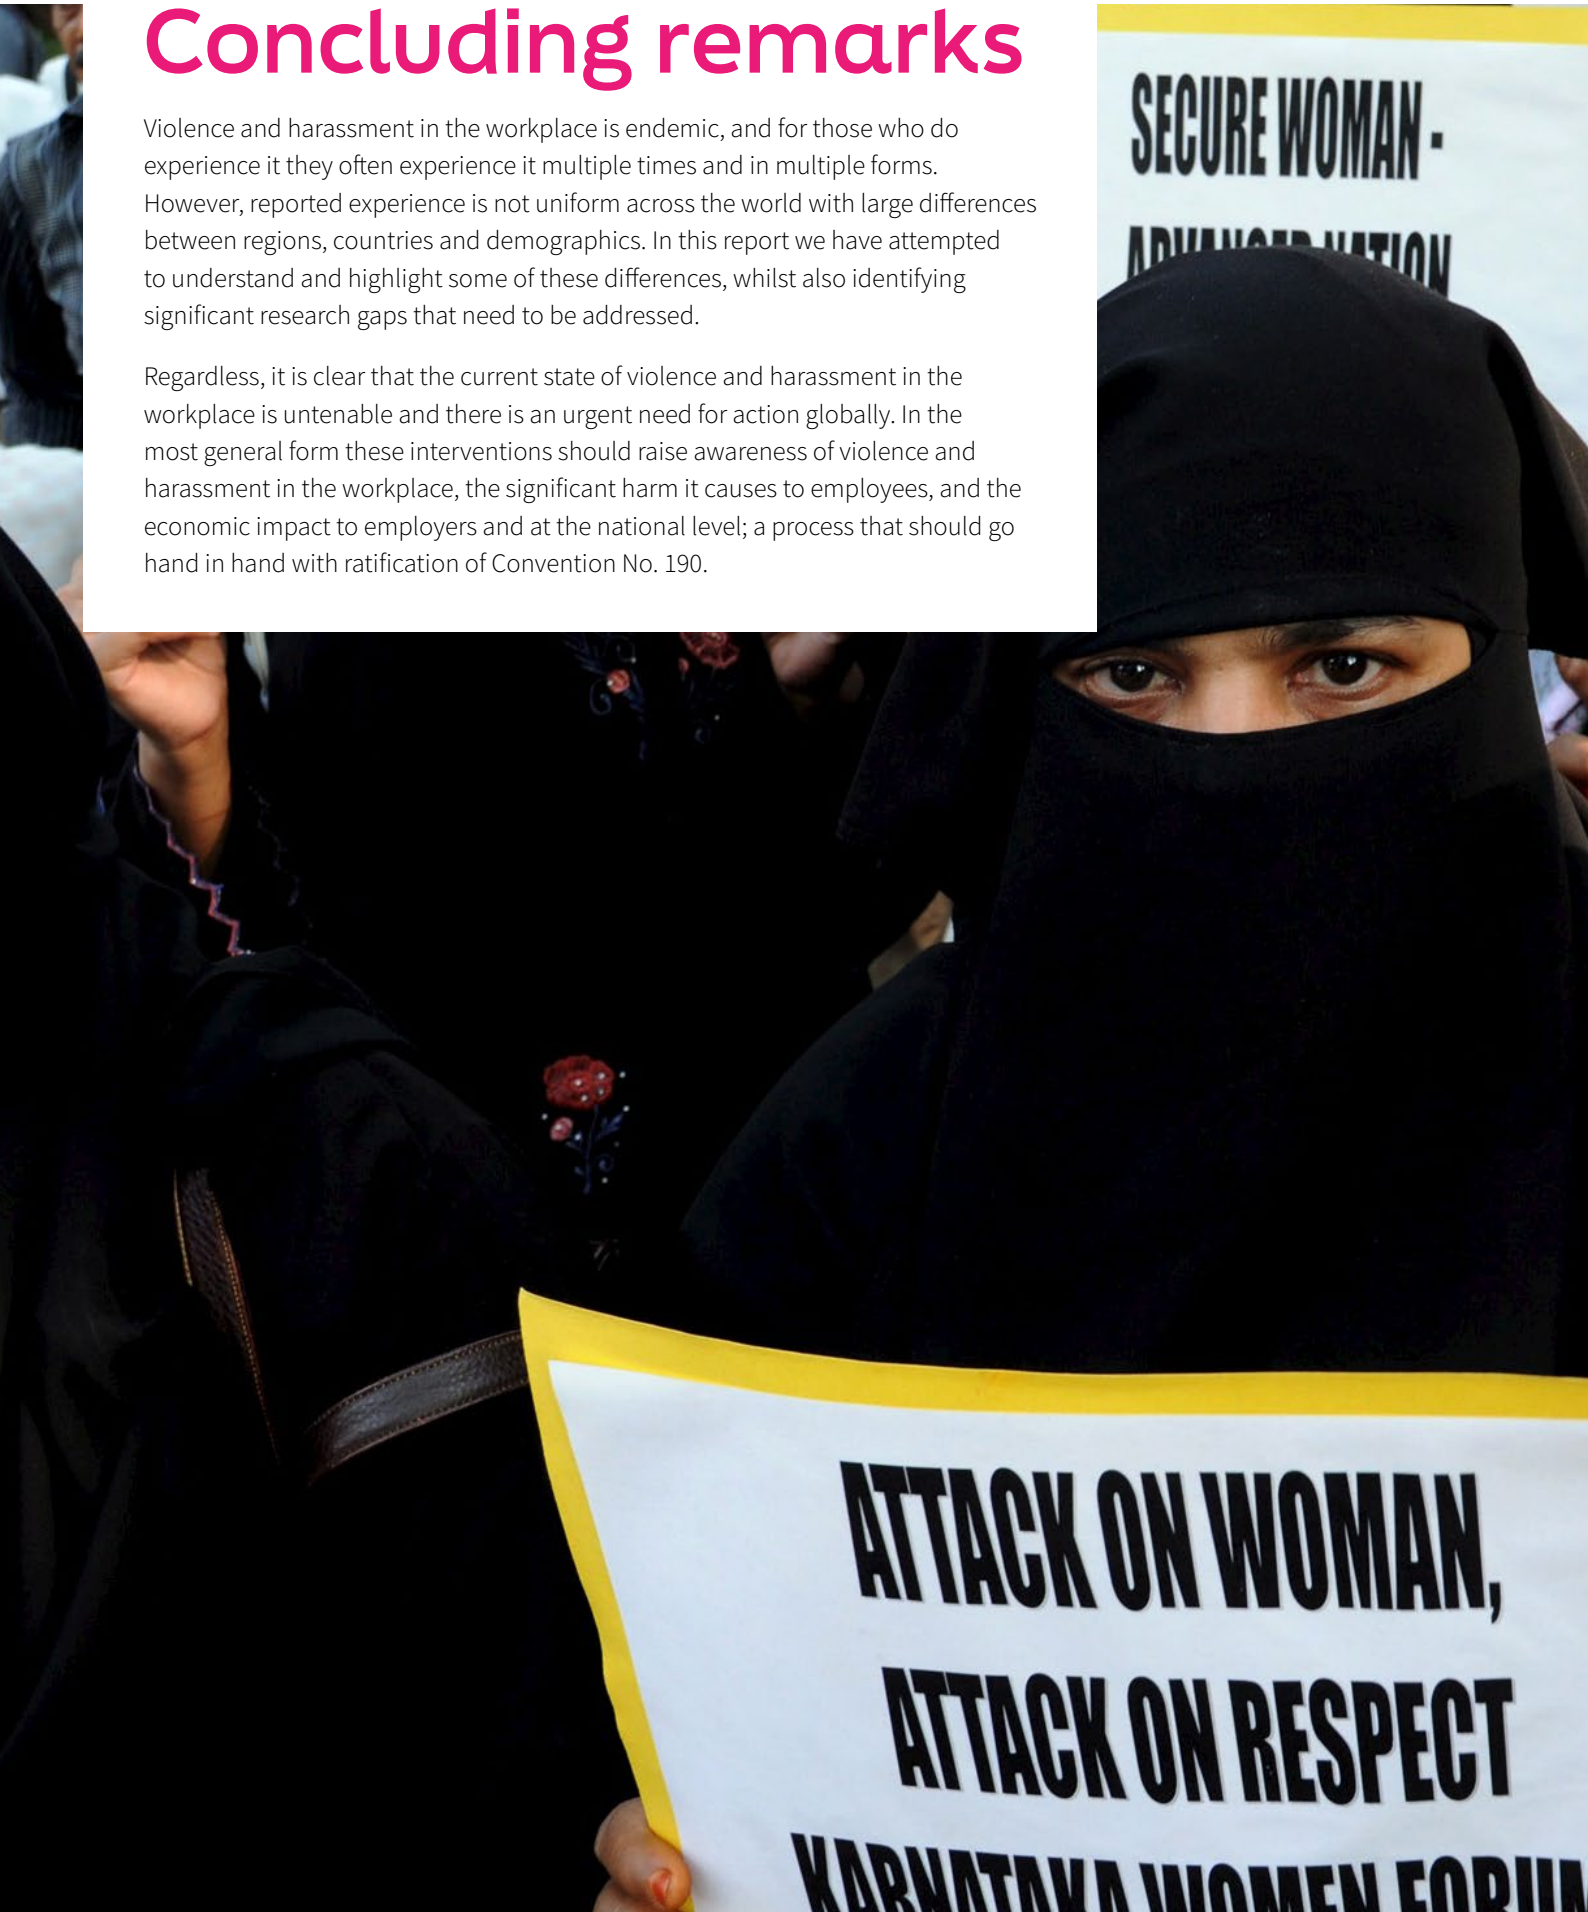 Concluding remarks
Violence and harassment in the workplace is endemic, and for those who do
experience it they often experience it multiple times and in multiple forms.
However, reported experience is not uniform across the world with large differences
between regions, countries and demographics. In this report we have attempted
to understand and highlight some of these differences, whilst also identifying
significant research gaps that need to be addressed.
Regardless, it is clear that the current state of violence and harassment in the
workplace is untenable and there is an urgent need for action globally. In the
most general form these interventions should raise awareness of violence and
harassment in the workplace, the significant harm it causes to employees, and the
economic impact to employers and at the national level; a process that should go
hand in hand with ratification of Convention No. 190.
SECURE WOMAN -
ADVANCED NATION
ATTACK ON WOMAN,
ATTACK ON RESPECT
KARNATAKA WOMEN FORUM